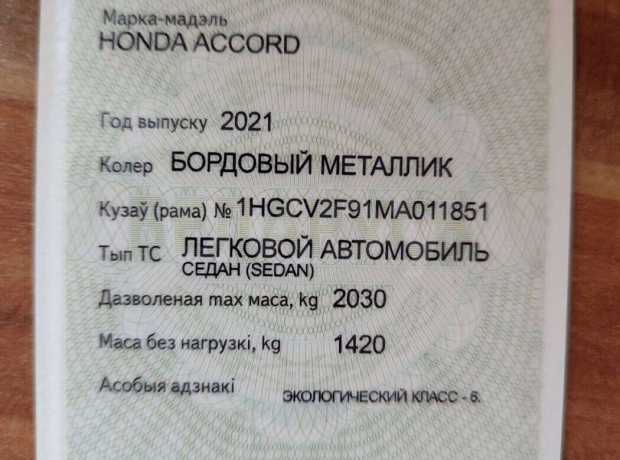 Марка-мадэль
HONDA ACCORD
Год выпуску 2021
Колер БОРДОВЫЙ МЕТАЛЛИК
Кузаў (рама) № 1HGCV2F91MA011851
Тып ТС ЛЕГКОВОЙ АВТОМОБИЛЬ
СЕДАН (SEDAN)
Дазволеная max маса, kg 2030
Маса без нагрузкі, kg 1420
Асобыя адзнакі ЭКОЛОГИЧЕСКИЙ КЛАСС - 6.